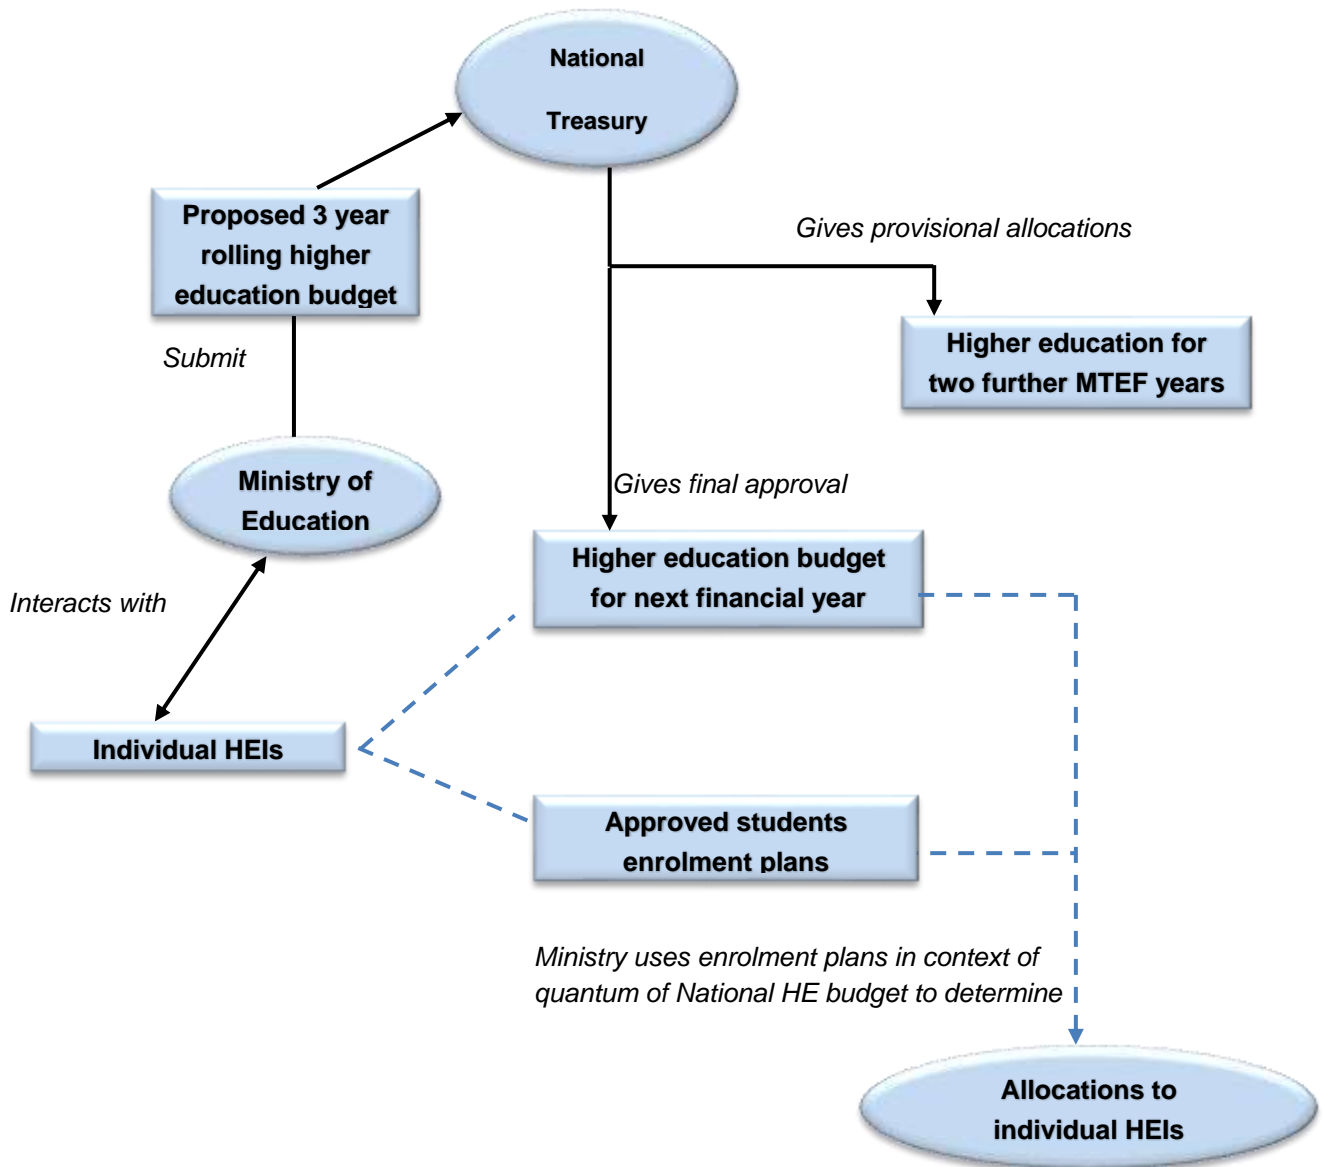 National
Treasury
Proposed 3 year
rolling higher
education budget
Gives provisional allocations
Submit
Higher education for
two further MTEF years
Ministry of
Education
Gives final approval
Higher education budget
for next financial year
Interacts with
Individual HEIs
Approved students
enrolment plans
Ministry uses enrolment plans in context of
quantum of National HE budget to determine
Allocations to
individual HEIs